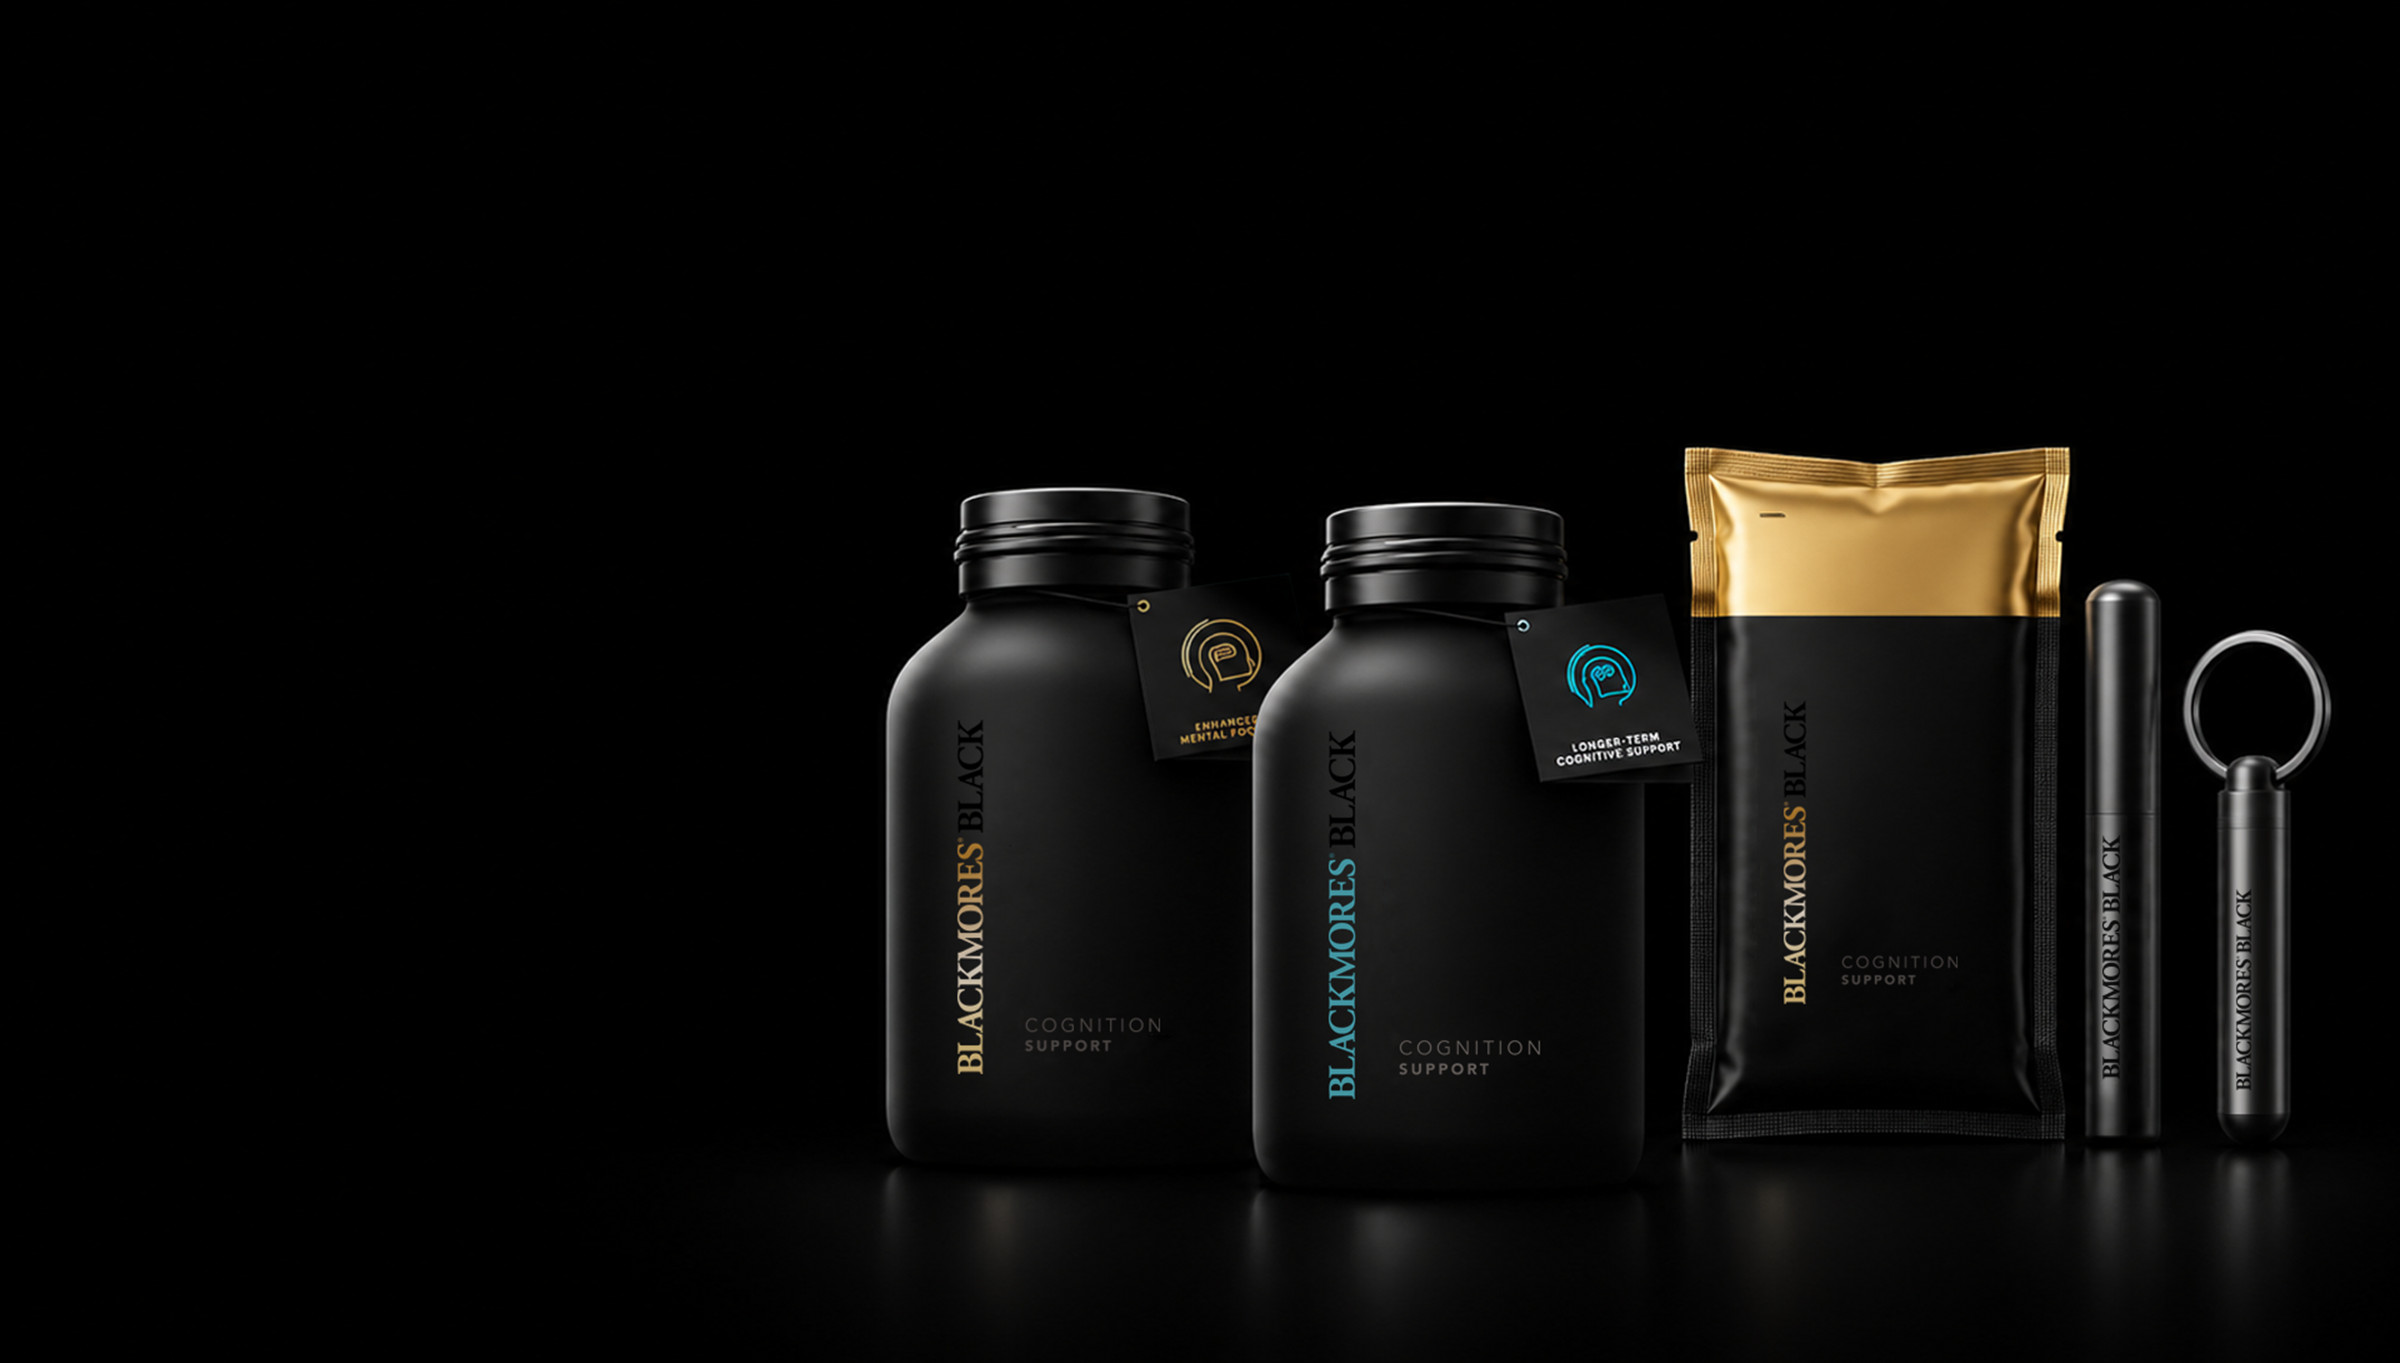 BLACKMORES® BLACK
COGNITION
SUPPORT
ENHANCED
MENTAL FOC
BLACKMORES® BLACK
COGNITION
SUPPORT
LONGER-TERM
COGNITIVE SUPPORT
BLACKMORES® BLACK
COGNITION
SUPPORT
BLACKMORES® BLACK
BLACKMORES® BLACK